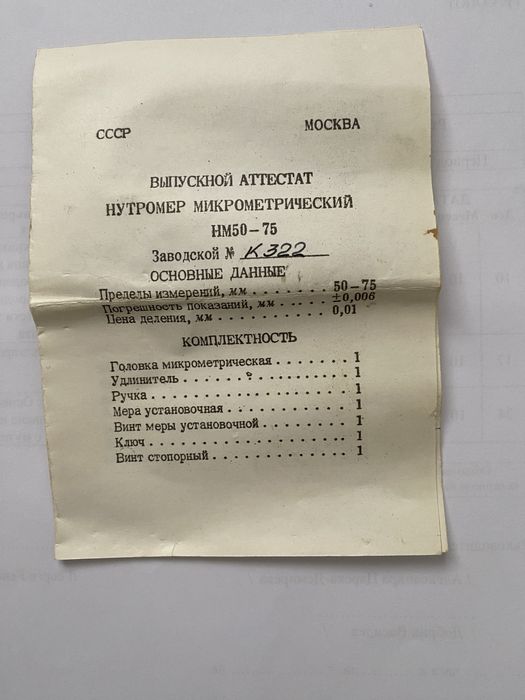 СССР МОСКВА
ВЫПУСКНОЙ АТТЕСТАТ
НУТРОМЕР МИКРОМЕТРИЧЕСКИЙ
НМ50-75
Заводской № К322
ОСНОВНЫЕ ДАННЫЕ
Пределы измерений, мм . . . . . . . . 50-75
Погрешность показаний, мм . . . . . . ±0,006
Цена деления, мм . . . . . . . . . . . 0,01
КОМПЛЕКТНОСТЬ
Головка микрометрическая . . . . . . . . 1
Удлинитель . . . . . . . . . . . . . . . 1
Ручка . . . . . . . . . . . . . . . . . . 1
Мера установочная . . . . . . . . . . . . 1
Винт меры установочной . . . . . . . . . 1
Ключ . . . . . . . . . . . . . . . . . . 1
Винт стопорный . . . . . . . . . . . . . 1